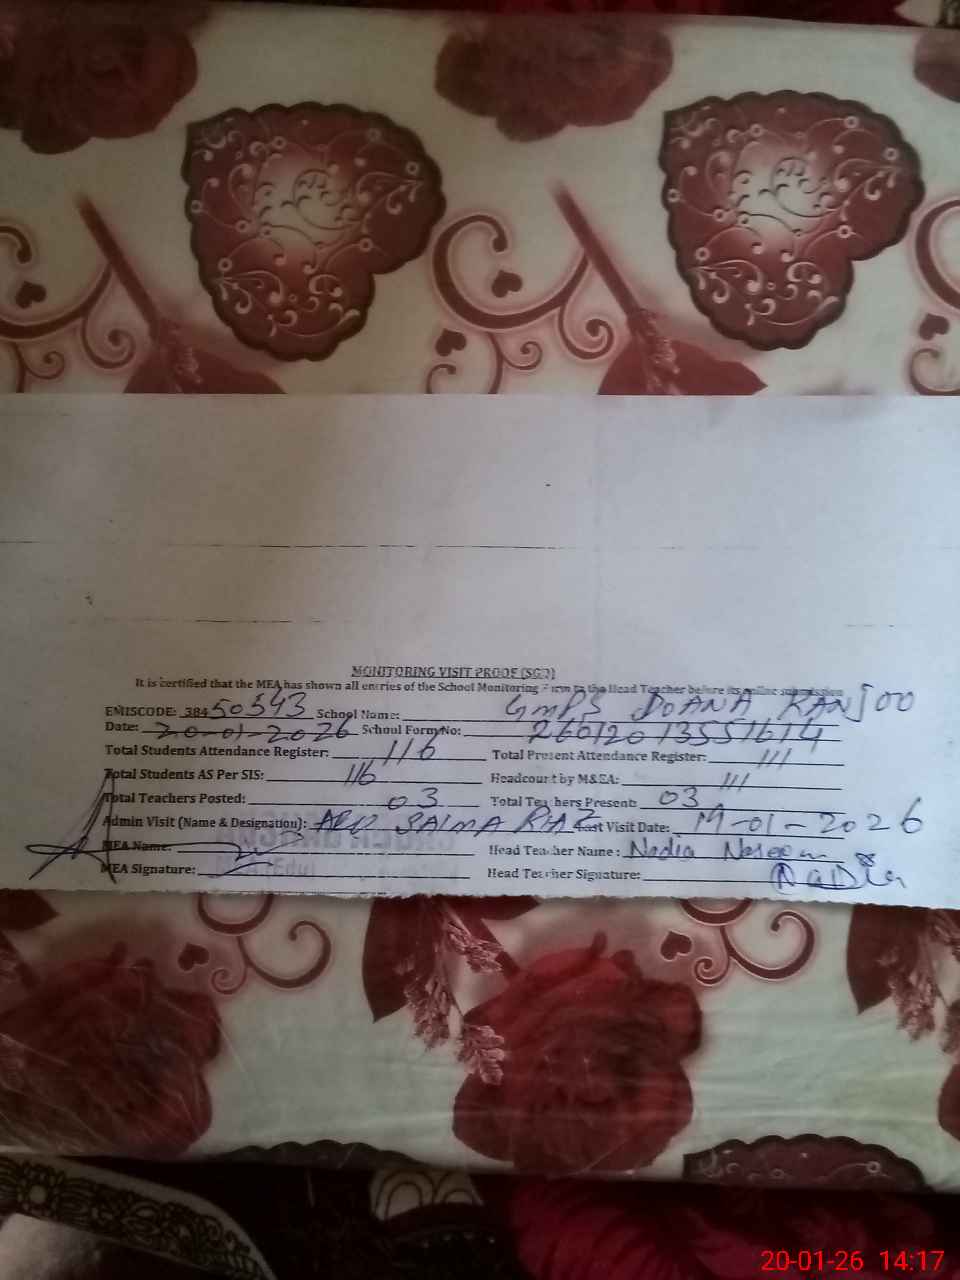 MONITORING VISIT PROOF (SGD)
It is certified that the MEA has shown all entries of the School Monitoring Form to the Head Teacher before its online submission
EMISCODE: 38450543 School Name: GMPS DOANA KANJOO
Date: 20-01-2026 School Form No: 26012013551614
Total Students Attendance Register: 116 Total Present Attendance Register: 111
Total Students AS Per SIS: 116 Headcount by M&EA: 111
Total Teachers Posted: 03 Total Teachers Present: 03
Admin Visit (Name & Designation): AEO SAIMA RIAZ Last Visit Date: 19-01-2026
MEA Name: Head Teacher Name: Nadia Naseem
MEA Signature: Head Teacher Signature: Nadia
20-01-26 14:17